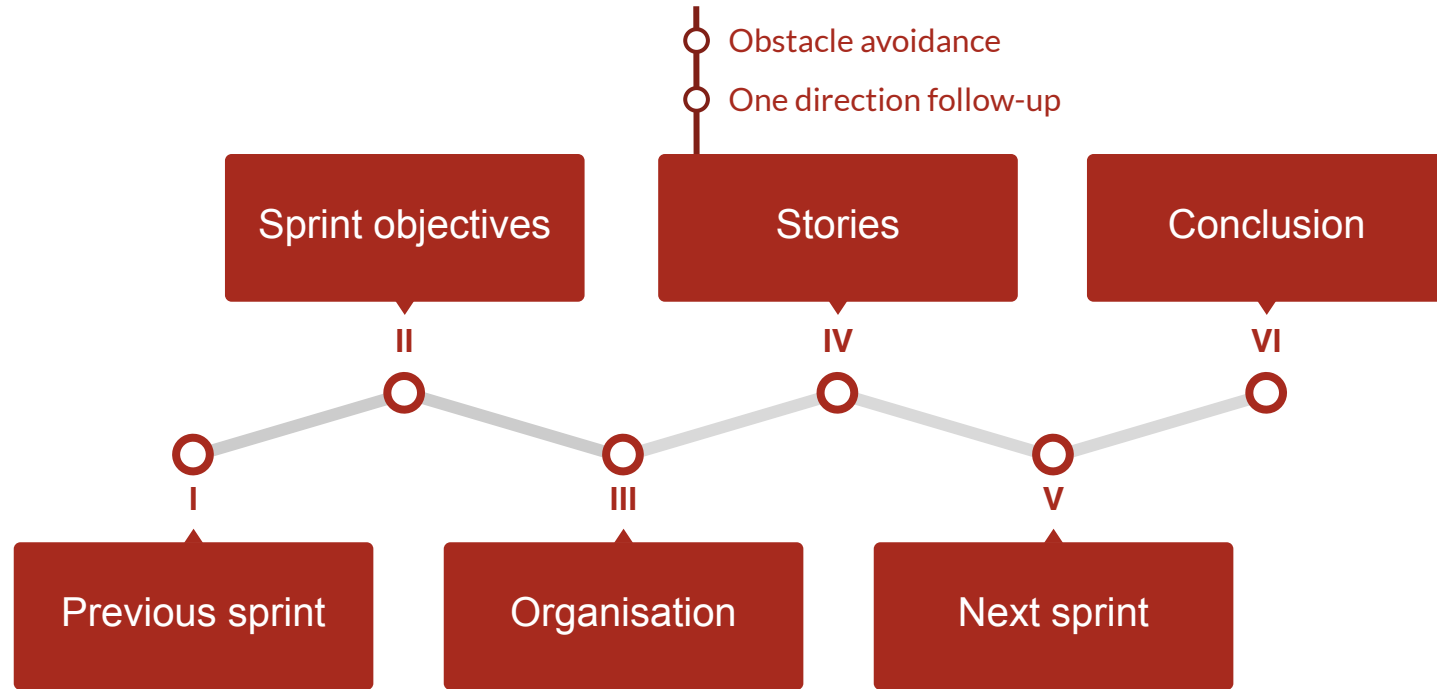 Obstacle avoidance
One direction follow-up
Sprint objectives
Stories
Conclusion
II
IV
VI
I
III
V
Previous sprint
Organisation
Next sprint